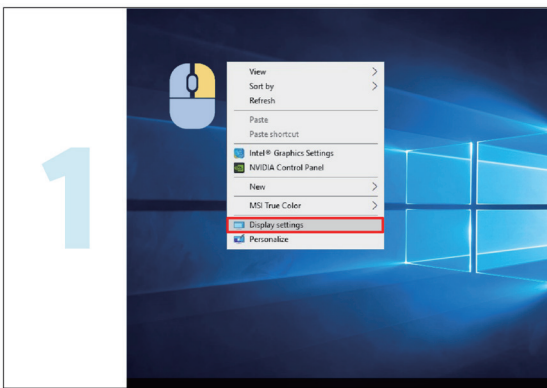 1
View
Sort by
Refresh
Paste
Paste shortcut
Intel® Graphics Settings
NVIDIA Control Panel
New
MSI True Color
Display settings
Personalize